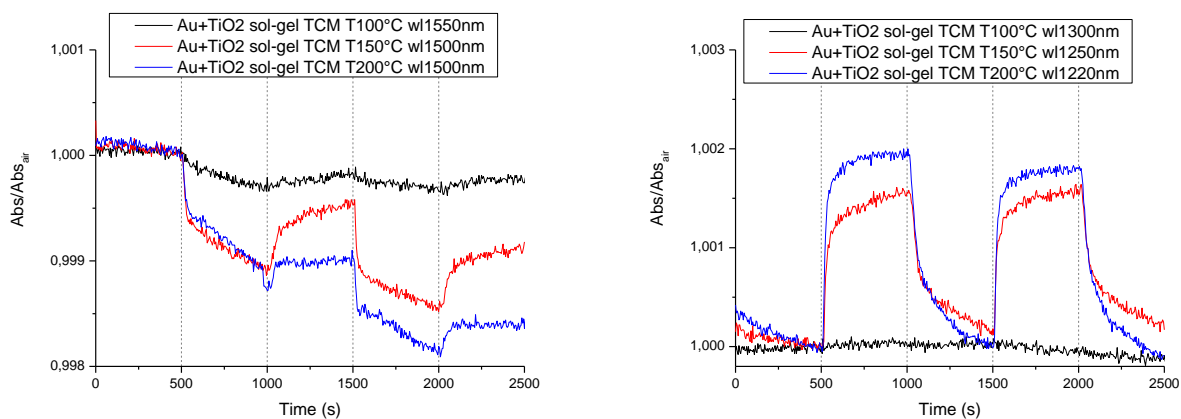 Au+TiO2 sol-gel TCM T100°C wl1550nm
Au+TiO2 sol-gel TCM T150°C wl1500nm
Au+TiO2 sol-gel TCM T200°C wl1500nm
1,001
1,000
0,999
0,998
Abs/Abs_air
0 500 1000 1500 2000 2500
Time (s)
Au+TiO2 sol-gel TCM T100°C wl1300nm
Au+TiO2 sol-gel TCM T150°C wl1250nm
Au+TiO2 sol-gel TCM T200°C wl1220nm
1,003
1,002
1,001
1,000
Abs/Abs_air
0 500 1000 1500 2000 2500
Time (s)